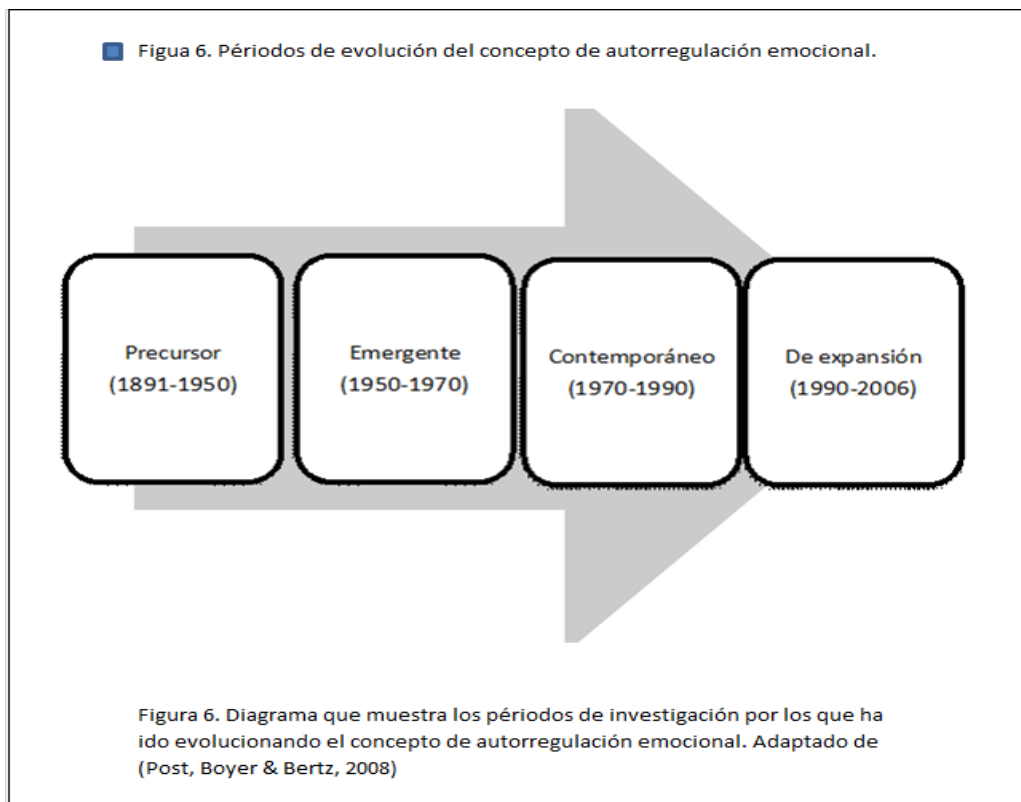 Figua 6. Périodos de evolución del concepto de autorregulación emocional.
Precursor
(1891-1950)
Emergente
(1950-1970)
Contemporáneo
(1970-1990)
De expansión
(1990-2006)
Figura 6. Diagrama que muestra los périodos de investigación por los que ha
ido evolucionando el concepto de autorregulación emocional. Adaptado de
(Post, Boyer & Bertz, 2008)